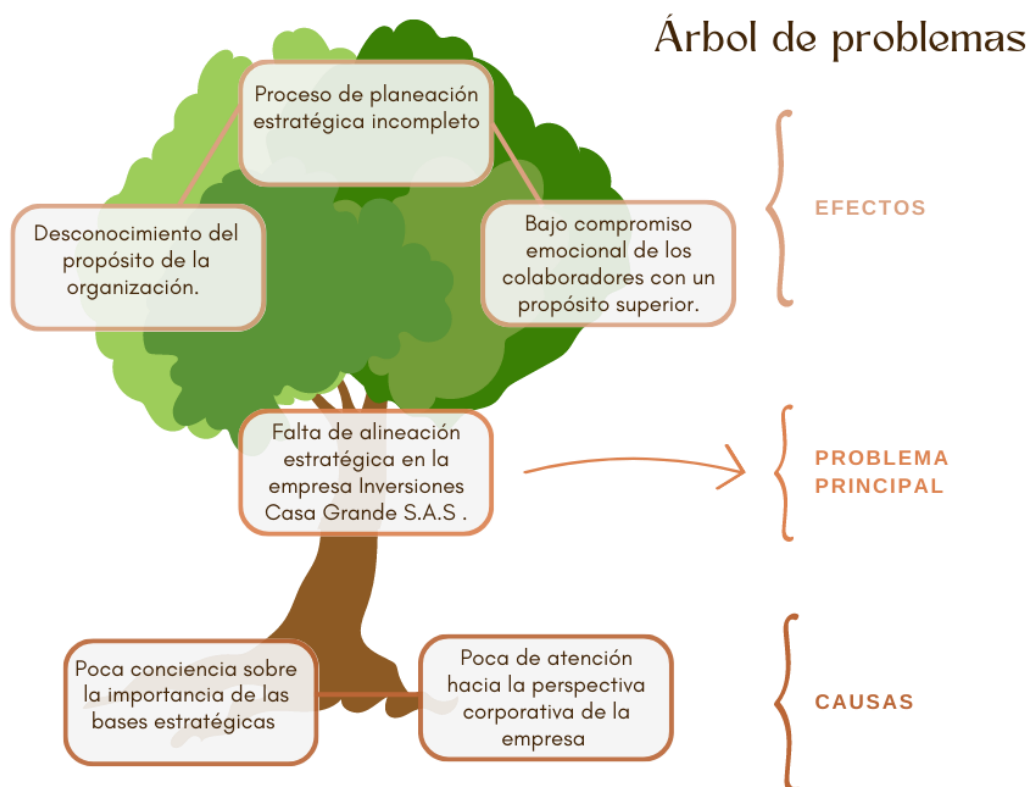 Árbol de problemas
Proceso de planeación
estratégica incompleto
Desconocimiento del
propósito de la
organización.
Bajo compromiso
emocional de los
colaboradores con un
propósito superior.
EFECTOS
Falta de alineación
estratégica en la
empresa Inversiones
Casa Grande S.A.S .
PROBLEMA
PRINCIPAL
Poca conciencia sobre
la importancia de las
bases estratégicas
Poca de atención
hacia la perspectiva
corporativa de la
empresa
CAUSAS